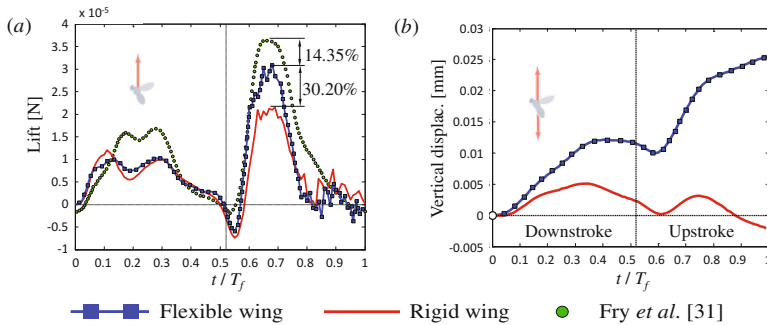 (a)
× 10⁻⁵
4
3.5
3
2.5
2
1.5
1
0.5
0
-0.5
-1
Lift [N]
14.35%
30.20%
0 0.1 0.2 0.3 0.4 0.5 0.6 0.7 0.8 0.9 1
t / T_f
(b)
0.03
0.025
0.02
0.015
0.01
0.005
0
-0.005
Vertical displac. [mm]
Downstroke Upstroke
0 0.1 0.2 0.3 0.4 0.5 0.6 0.7 0.8 0.9 1
t / T_f
Flexible wing Rigid wing Fry et al. [31]